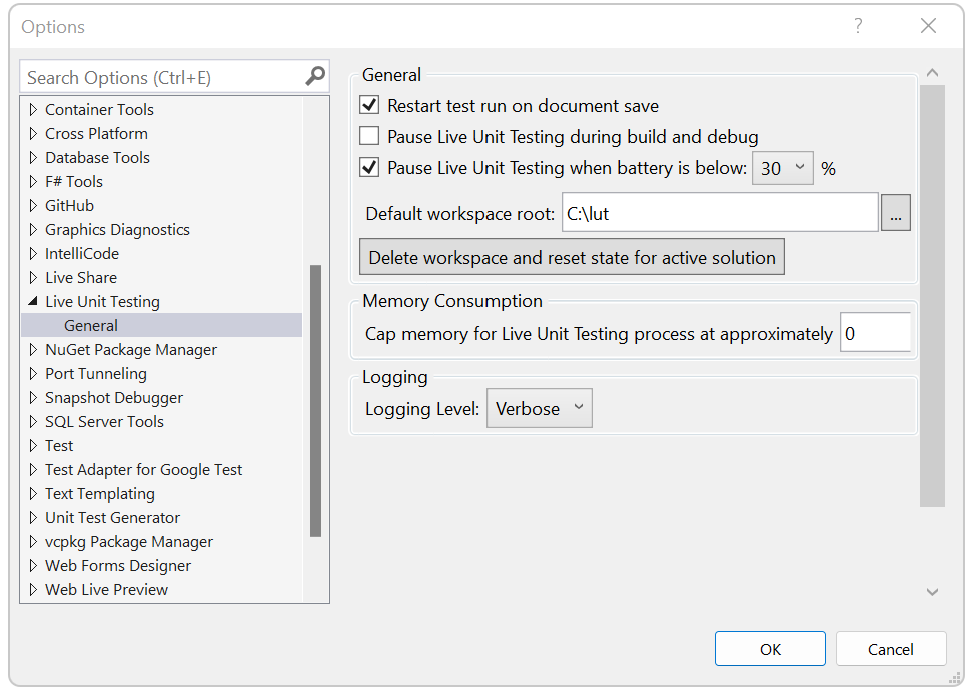 Options
?
Search Options (Ctrl+E)
Container Tools
Cross Platform
Database Tools
F# Tools
GitHub
Graphics Diagnostics
IntelliCode
Live Share
Live Unit Testing
General
NuGet Package Manager
Port Tunneling
Snapshot Debugger
SQL Server Tools
Test
Test Adapter for Google Test
Text Templating
Unit Test Generator
vcpkg Package Manager
Web Forms Designer
Web Live Preview
General
Restart test run on document save
Pause Live Unit Testing during build and debug
Pause Live Unit Testing when battery is below: 30 %
Default workspace root: C:\lut ...
Delete workspace and reset state for active solution
Memory Consumption
Cap memory for Live Unit Testing process at approximately 0
Logging
Logging Level: Verbose
OK Cancel